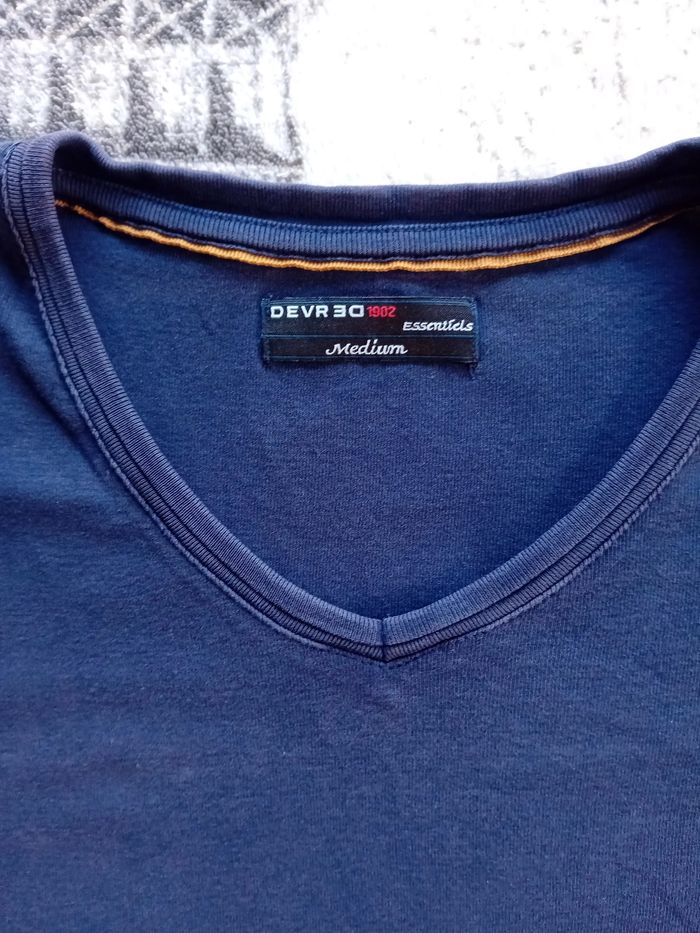 DEVRED 1902
Essentiels
Medium